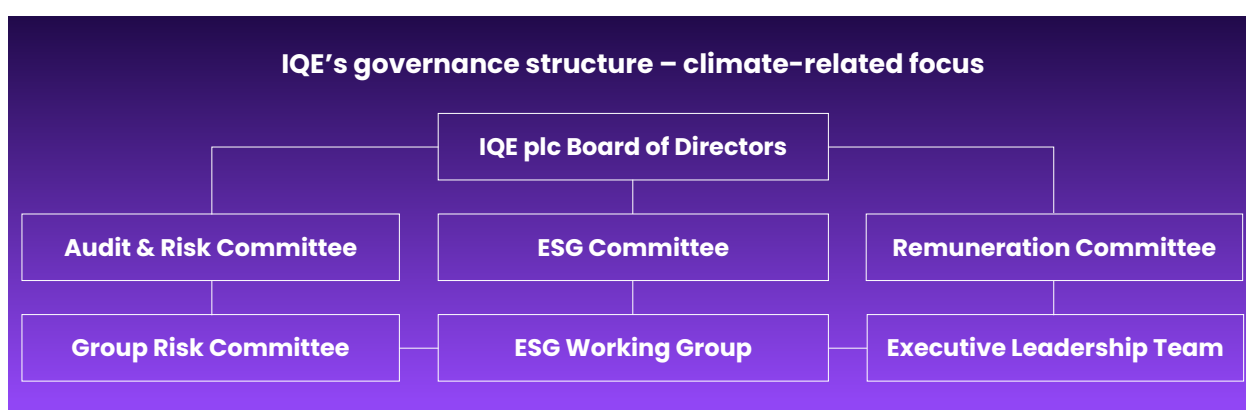 IQE’s governance structure – climate-related focus
IQE plc Board of Directors
Audit & Risk Committee
ESG Committee
Remuneration Committee
Group Risk Committee
ESG Working Group
Executive Leadership Team